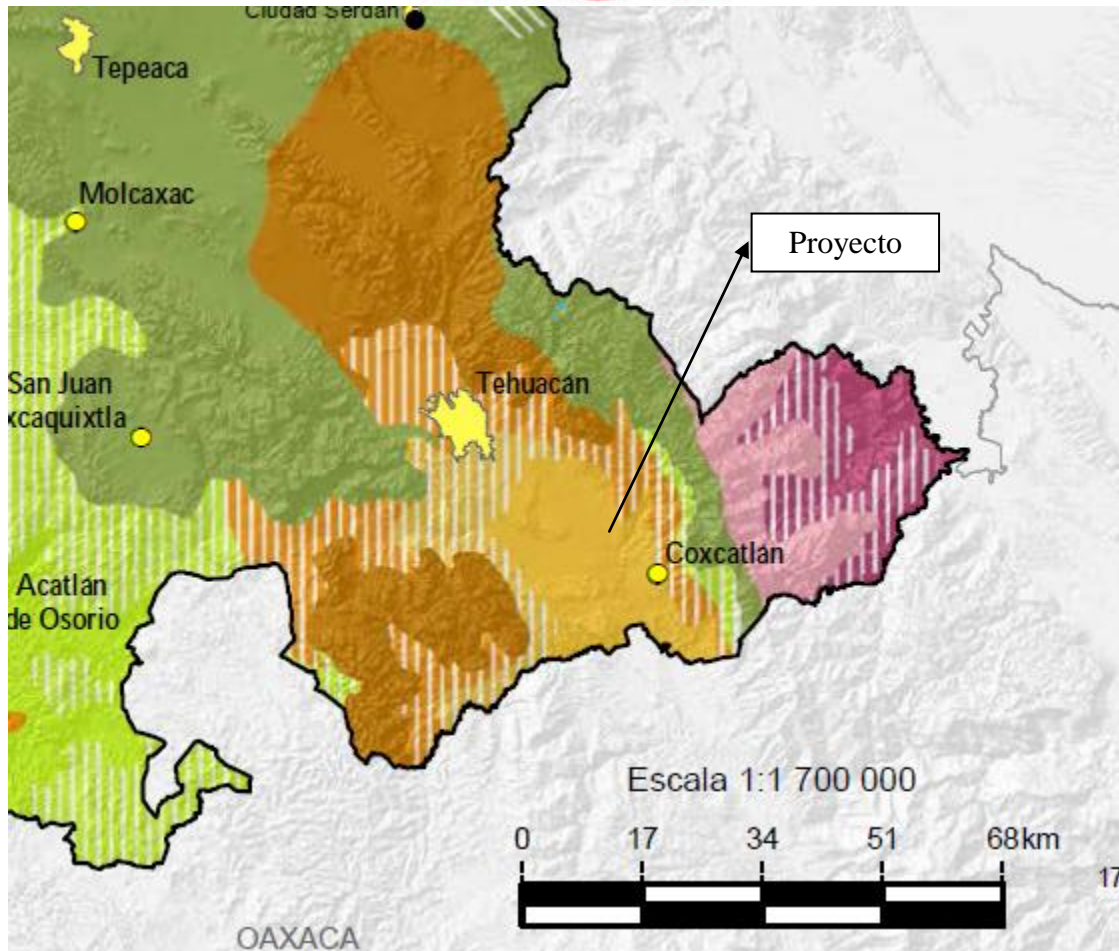 Ciudad Serdán
Tepeaca
Molcaxac
Proyecto
San Juan
xcaquixtla
Tehuacán
Coxcatlán
Acatlán
de Osorio
Escala 1:1 700 000
0 17 34 51 68km
17
OAXACA